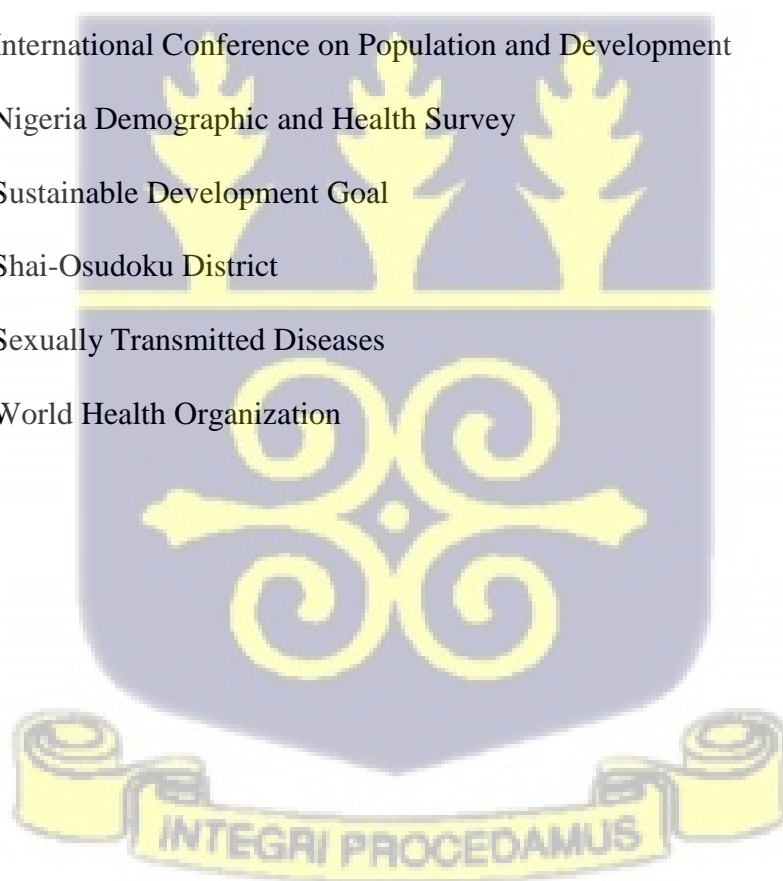 International Conference on Population and Development
Nigeria Demographic and Health Survey
Sustainable Development Goal
Shai-Osudoku District
Sexually Transmitted Diseases
World Health Organization
INTEGRI PROCEDAMUS